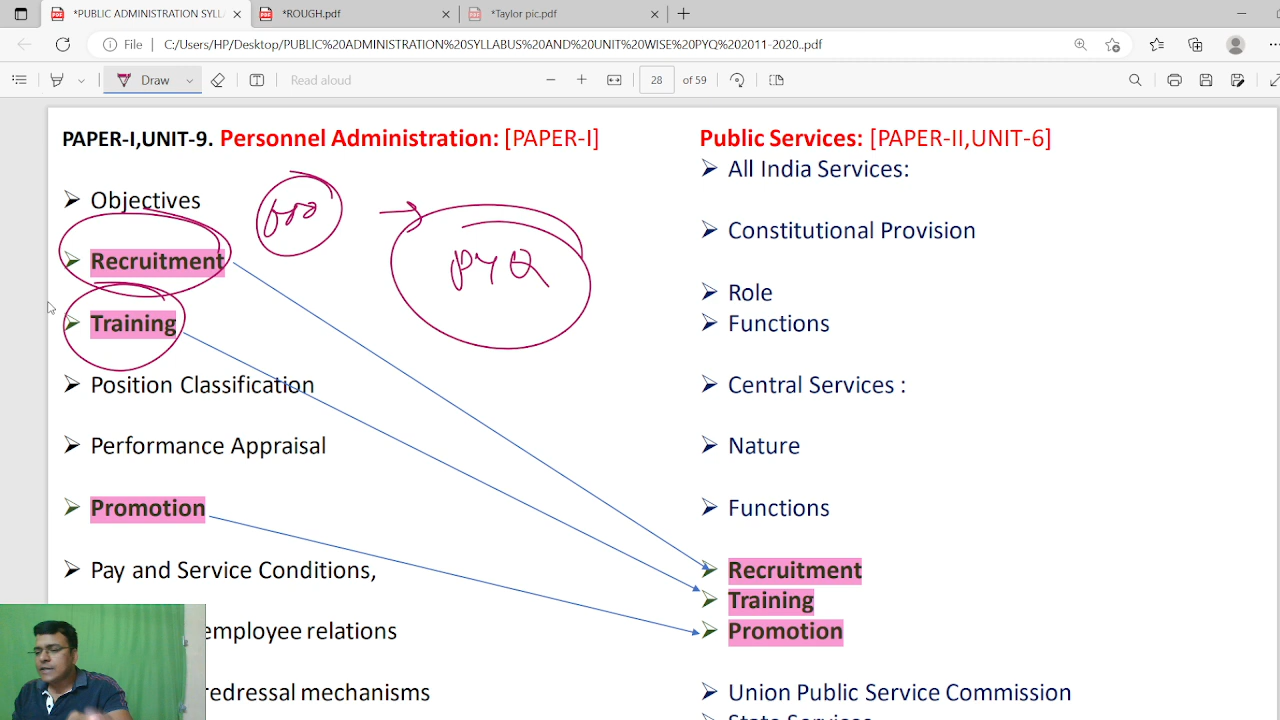 *PUBLIC ADMINISTRATION SYLLA
*ROUGH.pdf
*Taylor pic.pdf
File
C:/Users/HP/Desktop/PUBLIC%20ADMINISTRATION%20SYLLABUS%20AND%20UNIT%20WISE%20PYQ%202011-2020..pdf
Draw
Read aloud
28 of 59
PAPER-I,UNIT-9. Personnel Administration: [PAPER-I]
Objectives
Recruitment
Training
Position Classification
Performance Appraisal
Promotion
Pay and Service Conditions,
employee relations
redressal mechanisms
PYQ
Public Services: [PAPER-II,UNIT-6]
All India Services:
Constitutional Provision
Role
Functions
Central Services :
Nature
Functions
Recruitment
Training
Promotion
Union Public Service Commission
State Services